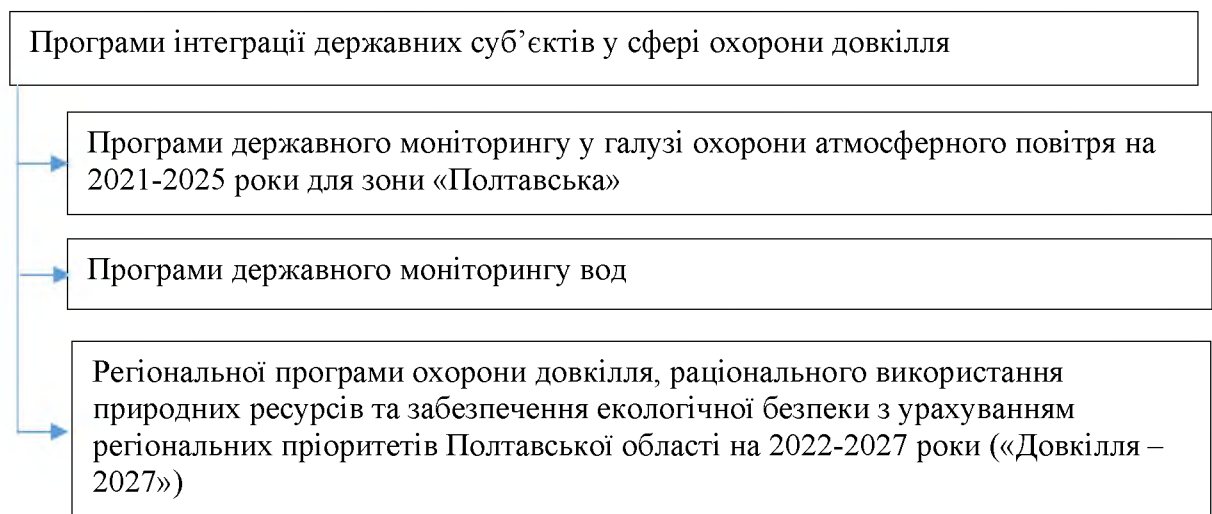 Програми інтеграції державних суб’єктів у сфері охорони довкілля
Програми державного моніторингу у галузі охорони атмосферного повітря на
2021-2025 роки для зони «Полтавська»
Програми державного моніторингу вод
Регіональної програми охорони довкілля, раціонального використання
природних ресурсів та забезпечення екологічної безпеки з урахуванням
регіональних пріоритетів Полтавської області на 2022-2027 роки («Довкілля –
2027»)